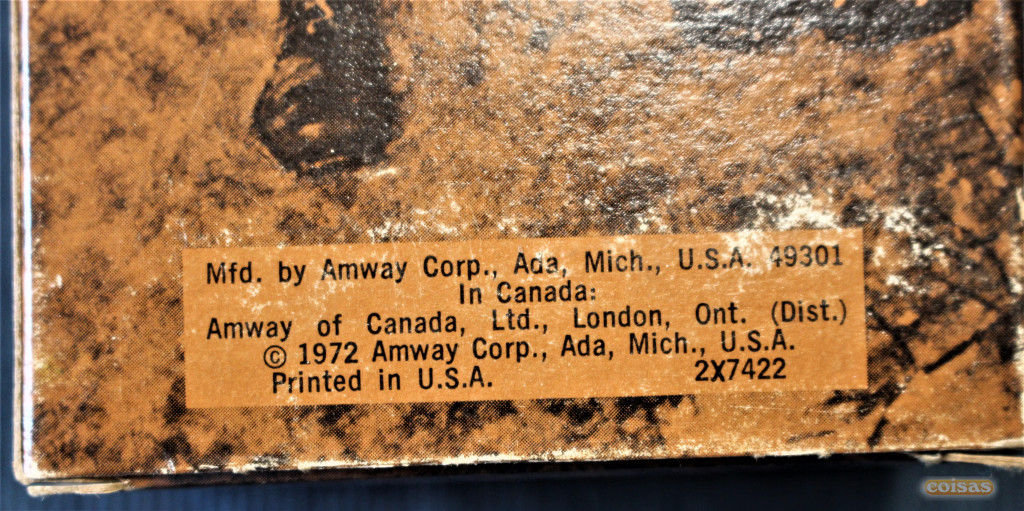 Mfd. by Amway Corp., Ada, Mich., U.S.A. 49301
In Canada:
Amway of Canada, Ltd., London, Ont. (Dist.)
© 1972 Amway Corp., Ada, Mich., U.S.A.
Printed in U.S.A. 2X7422
coisas